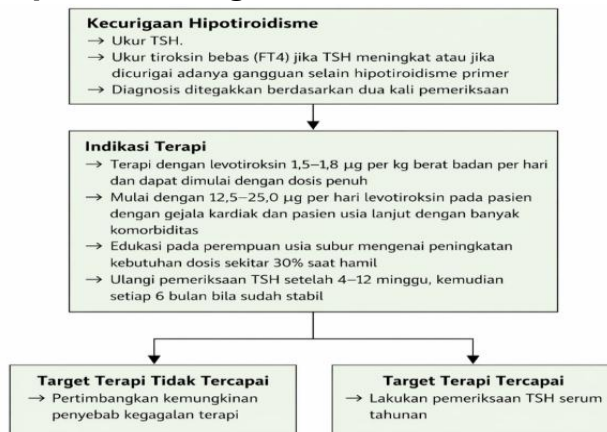 Kecurigaan Hipotiroidisme
→ Ukur TSH.
→ Ukur tiroksin bebas (FT4) jika TSH meningkat atau jika
dicurigai adanya gangguan selain hipotiroidisme primer
→ Diagnosis ditegakkan berdasarkan dua kali pemeriksaan
Indikasi Terapi
→ Terapi dengan levotiroksin 1,5–1,8 µg per kg berat badan per hari
dan dapat dimulai dengan dosis penuh
→ Mulai dengan 12,5–25,0 µg per hari levotiroksin pada pasien
dengan gejala kardiak dan pasien usia lanjut dengan banyak
komorbiditas
→ Edukasi pada perempuan usia subur mengenai peningkatan
kebutuhan dosis sekitar 30% saat hamil
→ Ulangi pemeriksaan TSH setelah 4–12 minggu, kemudian
setiap 6 bulan bila sudah stabil
Target Terapi Tidak Tercapai
→ Pertimbangkan kemungkinan
penyebab kegagalan terapi
Target Terapi Tercapai
→ Lakukan pemeriksaan TSH serum
tahunan